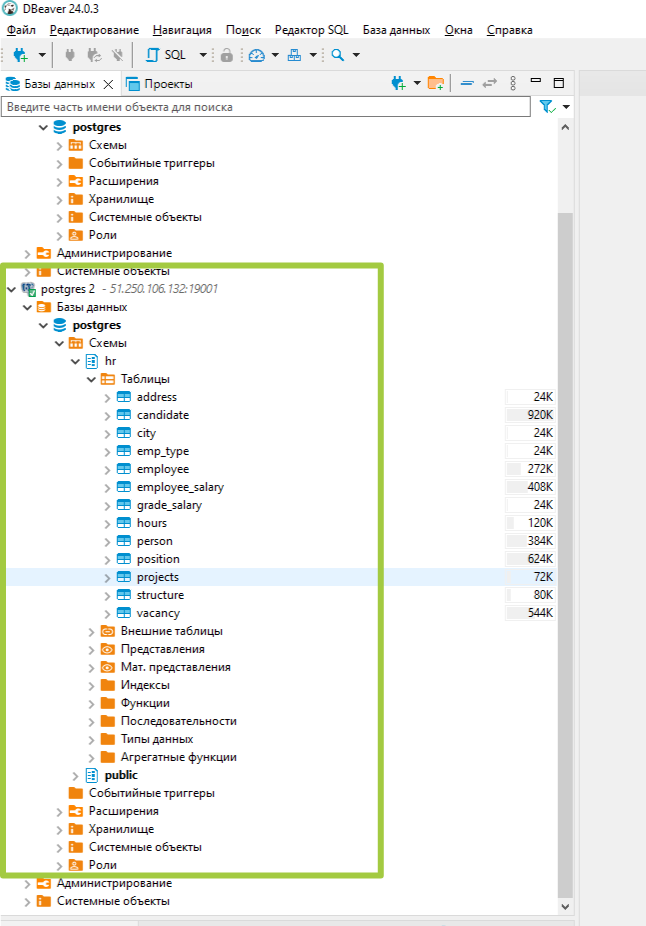 DBeaver 24.0.3
Файл Редактирование Навигация Поиск Редактор SQL База данных Окна Справка
SQL
Базы данных Проекты
Введите часть имени объекта для поиска
postgres
Схемы
Событийные триггеры
Расширения
Хранилище
Системные объекты
Роли
Администрирование
Системные объекты
postgres 2 - 51.250.106.132:19001
Базы данных
postgres
Схемы
hr
Таблицы
address 24K
candidate 920K
city 24K
emp_type 24K
employee 272K
employee_salary 408K
grade_salary 24K
hours 120K
person 384K
position 624K
projects 72K
structure 80K
vacancy 544K
Внешние таблицы
Представления
Мат. представления
Индексы
Функции
Последовательности
Типы данных
Агрегатные функции
public
Событийные триггеры
Расширения
Хранилище
Системные объекты
Роли
Администрирование
Системные объекты